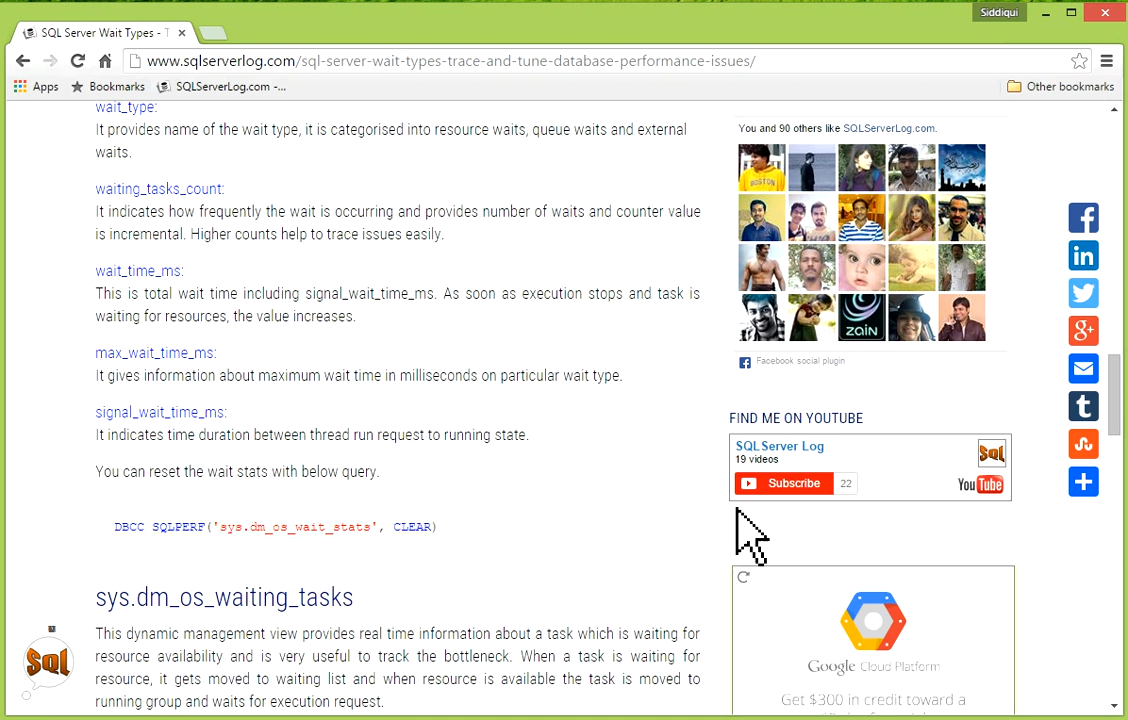 Siddiqui
SQL Server Wait Types - T
www.sqlserverlog.com/sql-server-wait-types-trace-and-tune-database-performance-issues/
Apps
Bookmarks
SQLServerLog.com -...
Other bookmarks
wait_type:
It provides name of the wait type, it is categorised into resource waits, queue waits and external
waits.
waiting_tasks_count:
It indicates how frequently the wait is occurring and provides number of waits and counter value
is incremental. Higher counts help to trace issues easily.
wait_time_ms:
This is total wait time including signal_wait_time_ms. As soon as execution stops and task is
waiting for resources, the value increases.
max_wait_time_ms:
It gives information about maximum wait time in milliseconds on particular wait type.
signal_wait_time_ms:
It indicates time duration between thread run request to running state.
You can reset the wait stats with below query.
DBCC SQLPERF('sys.dm_os_wait_stats', CLEAR)
sys.dm_os_waiting_tasks
This dynamic management view provides real time information about a task which is waiting for
resource availability and is very useful to track the bottleneck. When a task is waiting for
resource, it gets moved to waiting list and when resource is available the task is moved to
running group and waits for execution request.
Sql
You and 90 others like SQLServerLog.com.
BOSTON
zain
Facebook social plugin
FIND ME ON YOUTUBE
SQLServer Log
19 videos
Sql
Subscribe
22
YouTube
Google Cloud Platform
Get $300 in credit toward a